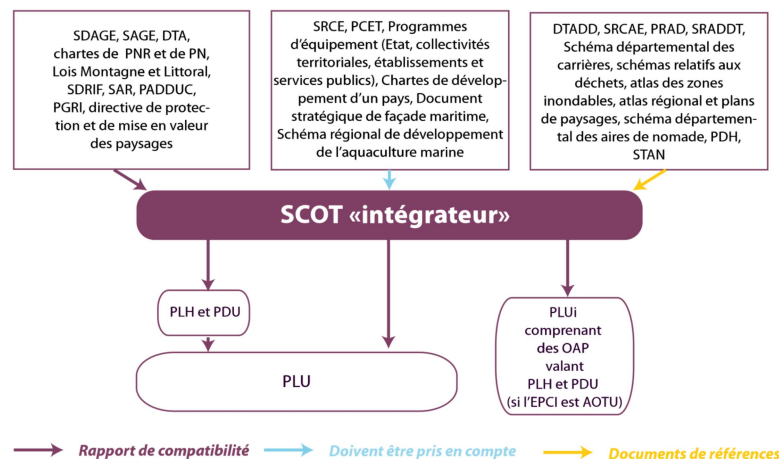 SDAGE, SAGE, DTA,
chartes de PNR et de PN,
Lois Montagne et Littoral,
SDRIF, SAR, PADDUC,
PGRI, directive de protec-
tion et de mise en valeur
des paysages
SRCE, PCET, Programmes
d'équipement (Etat, collectivités
territoriales, établissements et
services publics), Chartes de dévelop-
pement d'un pays, Document
stratégique de façade maritime,
Schéma régional de développement
de l'aquaculture marine
DTADD, SRCAE, PRAD, SRADDT,
Schéma départemental des
carrières, schémas relatifs aux
déchets, atlas des zones
inondables, atlas régional et plans
de paysages, schéma départemen-
tal des aires de nomade, PDH,
STAN
SCOT «intégrateur»
PLH et PDU
PLU
PLUi
comprenant
des OAP
valant
PLH et PDU
(si l'EPCI est AOTU)
Rapport de compatibilité
Doivent être pris en compte
Documents de références